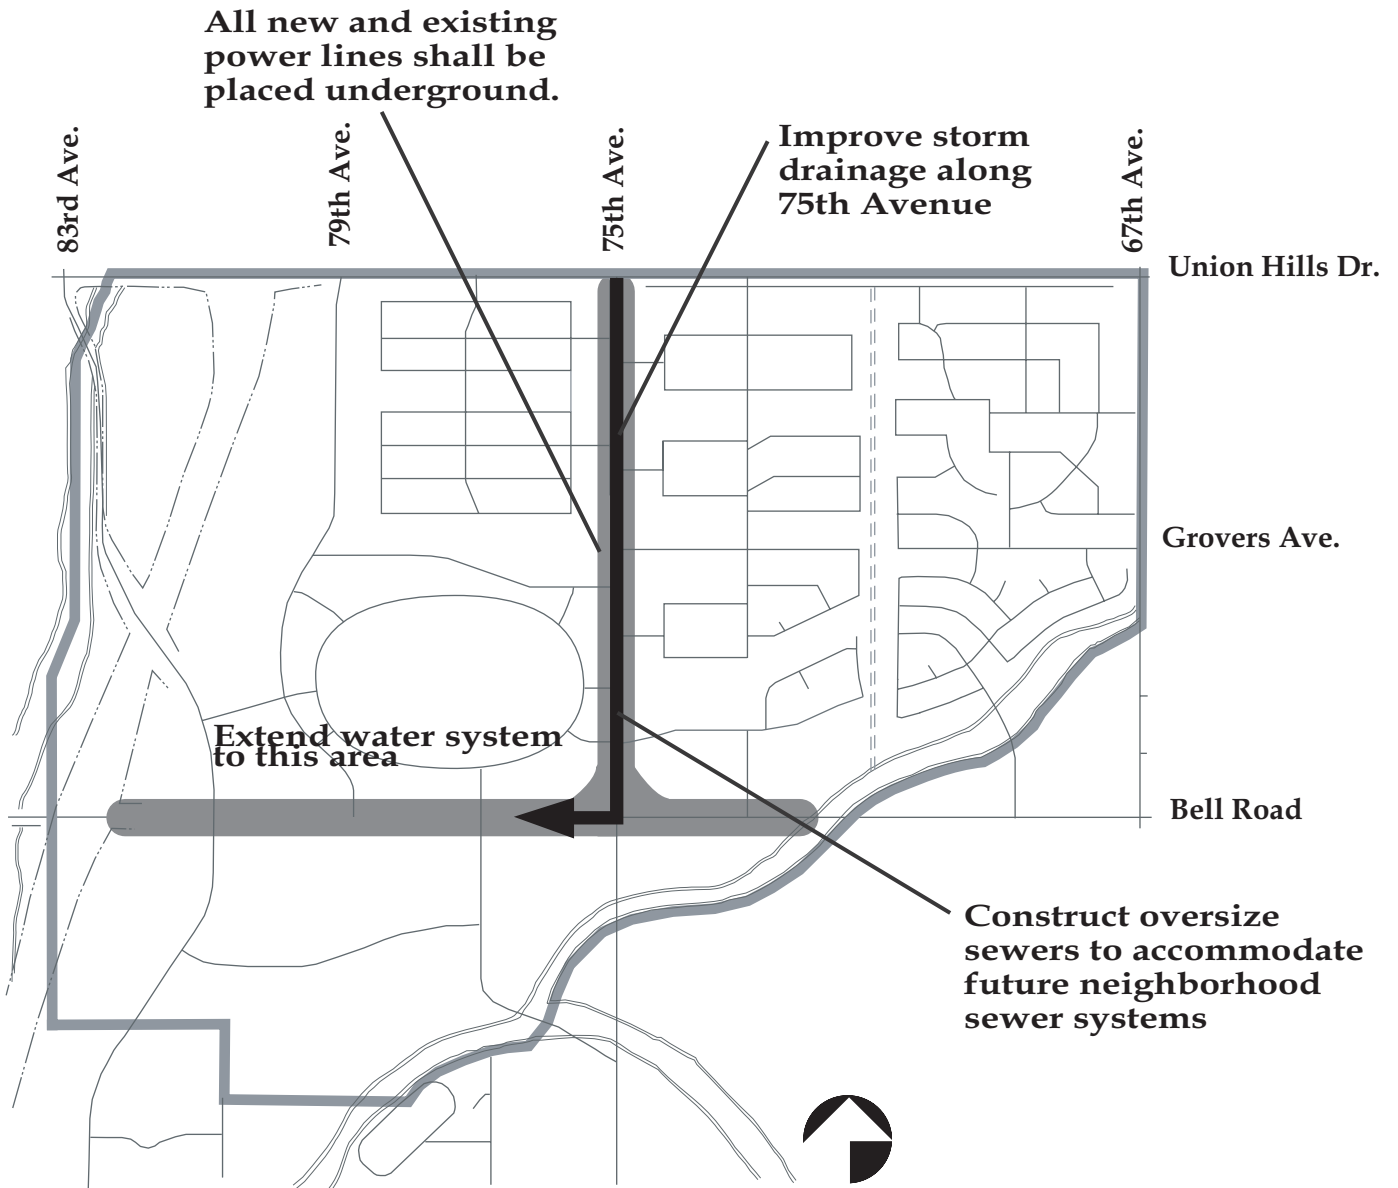 All new and existing
power lines shall be
placed underground.
Improve storm
drainage along
75th Avenue
83rd Ave.
79th Ave.
75th Ave.
67th Ave.
Union Hills Dr.
Grovers Ave.
Extend water system
to this area
Bell Road
Construct oversize
sewers to accommodate
future neighborhood
sewer systems